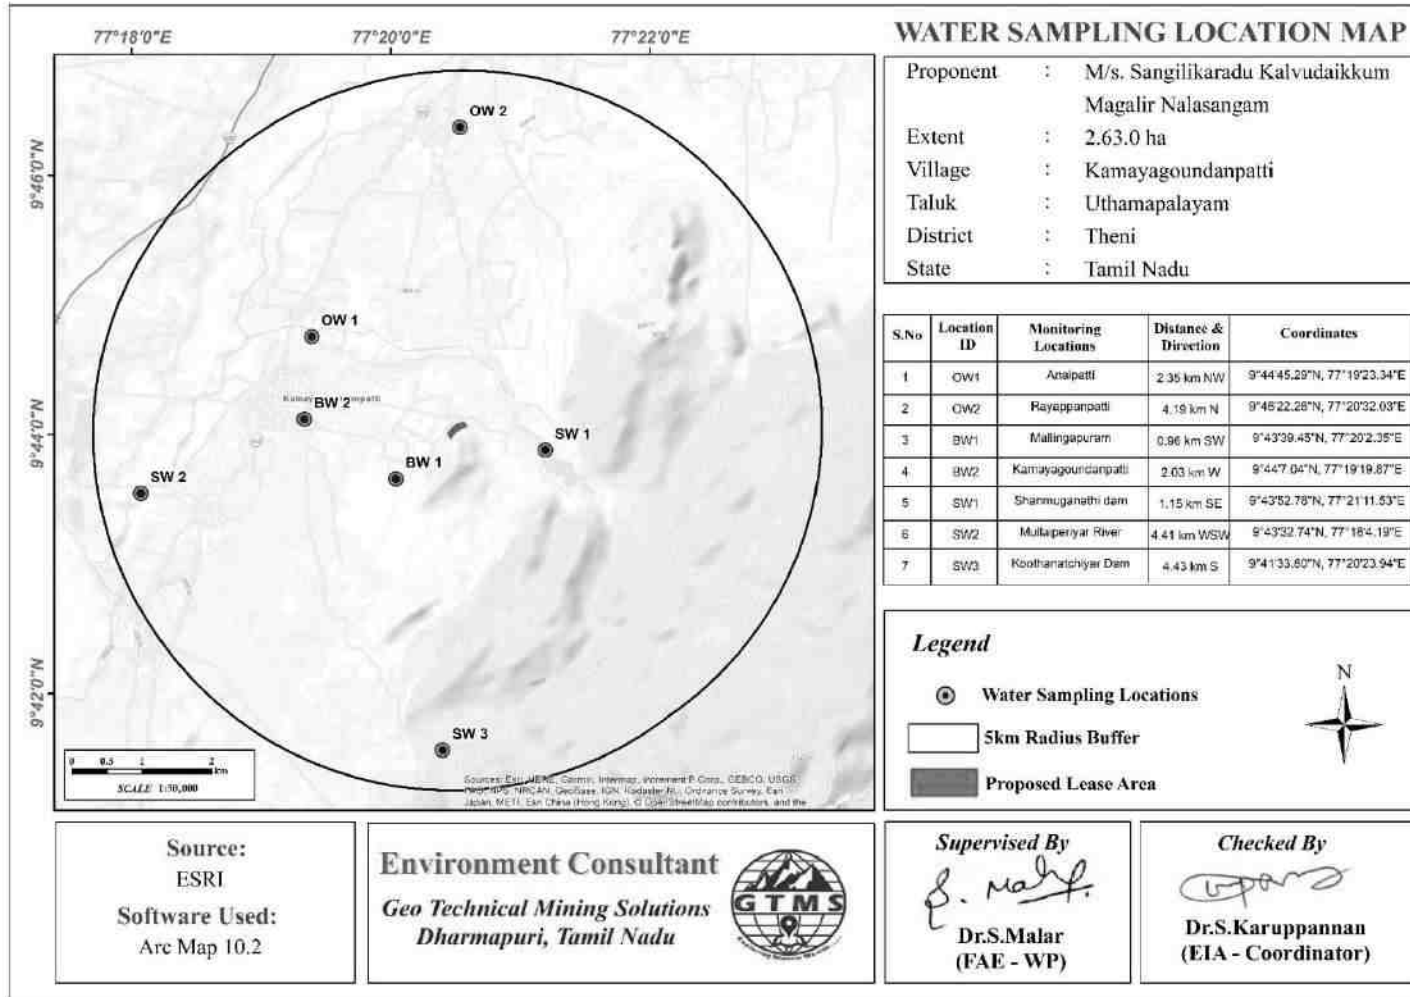 77°18'0"E
77°20'0"E
77°22'0"E
9°46'0"N
9°44'0"N
9°42'0"N
OW 2
OW 1
BW 2
BW 1
SW 1
SW 2
SW 3
0 0.5 1 2
km
SCALE 1:50,000
WATER SAMPLING LOCATION MAP
Proponent : M/s. Sangilikaradu Kalvudaikkum
Magalir Nalasangam
Extent : 2.63.0 ha
Village : Kamayagoundanpatti
Taluk : Uthamapalayam
District : Theni
State : Tamil Nadu
S.No Location ID Monitoring Locations Distance & Direction Coordinates
1 OW1 Anaipatti 2.35 km NW 9°44'45.29"N, 77°19'23.34"E
2 OW2 Rayappanpatti 4.19 km N 9°46'22.28"N, 77°20'32.03"E
3 BW1 Mallingapuram 0.96 km SW 9°43'39.45"N, 77°20'2.35"E
4 BW2 Kamayagoundanpatti 2.03 km W 9°44'7.04"N, 77°19'19.87"E
5 SW1 Shanmuganathi dam 1.15 km SE 9°43'52.78"N, 77°21'11.53"E
6 SW2 Mullaiperiyar River 4.41 km WSW 9°43'32.74"N, 77°18'4.19"E
7 SW3 Koothanatchiyar Dam 4.43 km S 9°41'33.60"N, 77°20'23.94"E
Legend
Water Sampling Locations
5km Radius Buffer
Proposed Lease Area
N
Source:
ESRI
Software Used:
Arc Map 10.2
Environment Consultant
Geo Technical Mining Solutions
Dharmapuri, Tamil Nadu
GTMS
Supervised By
Dr.S.Malar
(FAE - WP)
Checked By
Dr.S.Karuppannan
(EIA - Coordinator)